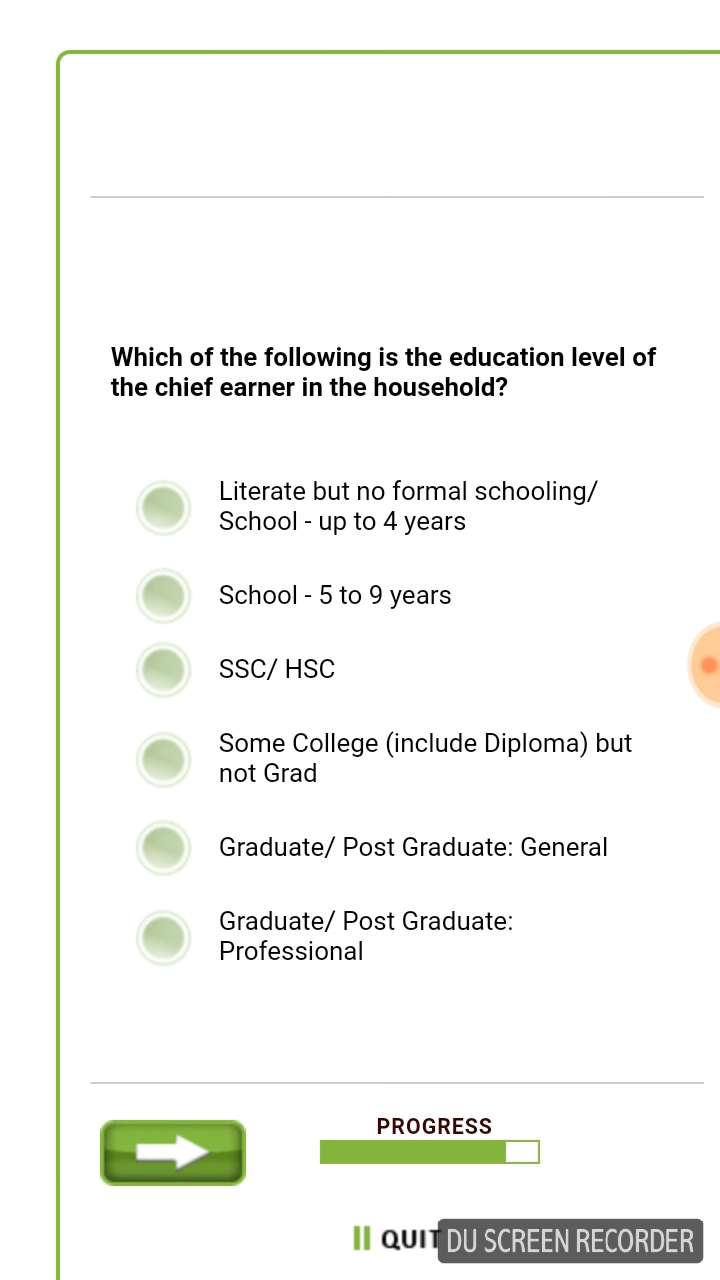 Which of the following is the education level of
the chief earner in the household?
Literate but no formal schooling/
School - up to 4 years
School - 5 to 9 years
SSC/ HSC
Some College (include Diploma) but
not Grad
Graduate/ Post Graduate: General
Graduate/ Post Graduate:
Professional
PROGRESS
QUIT
DU SCREEN RECORDER